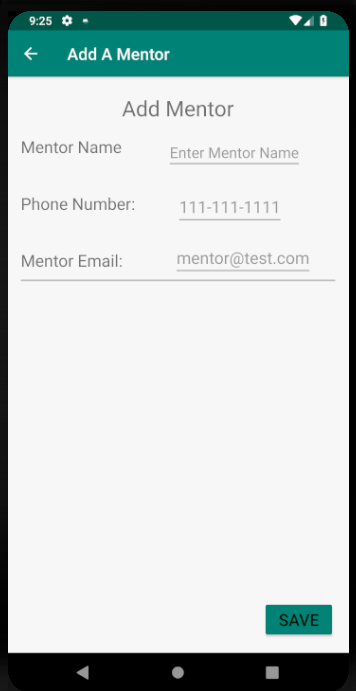 9:25
Add A Mentor
Add Mentor
Mentor Name Enter Mentor Name
Phone Number: 111-111-1111
Mentor Email: mentor@test.com
SAVE